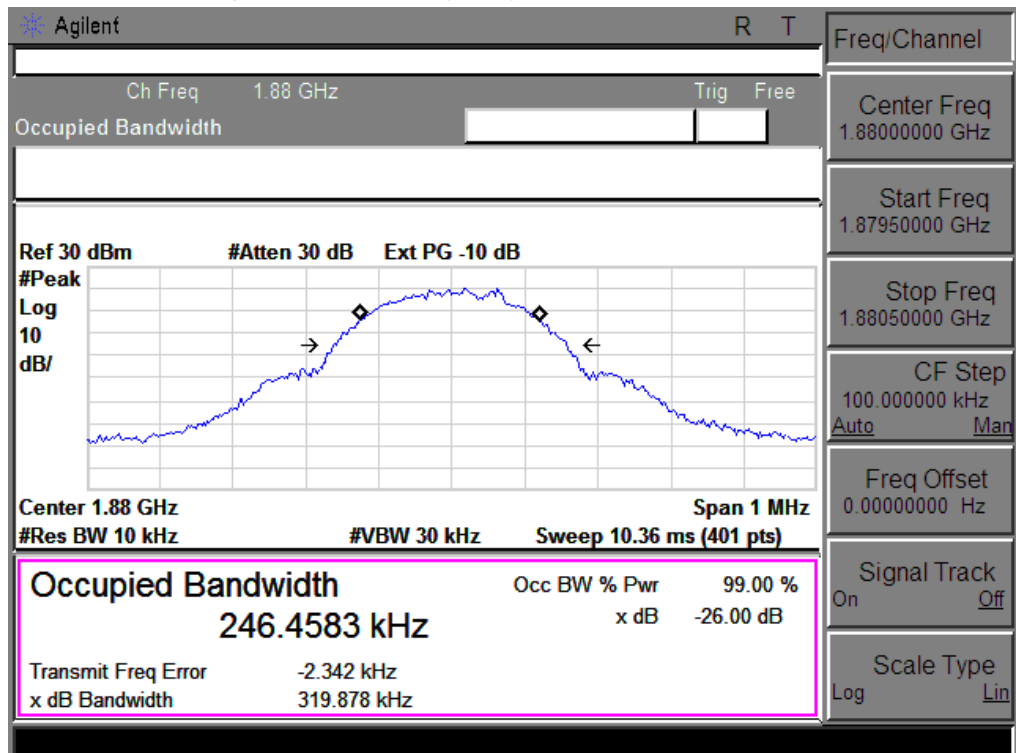 Agilent R T
Freq/Channel
Ch Freq 1.88 GHz Trig Free
Occupied Bandwidth
Center Freq
1.88000000 GHz
Start Freq
1.87950000 GHz
Ref 30 dBm #Atten 30 dB Ext PG -10 dB
#Peak
Log
10
dB/
Stop Freq
1.88050000 GHz
CF Step
100.000000 kHz
Auto Man
Freq Offset
0.00000000 Hz
Center 1.88 GHz Span 1 MHz
#Res BW 10 kHz #VBW 30 kHz Sweep 10.36 ms (401 pts)
Occupied Bandwidth Occ BW % Pwr 99.00 %
246.4583 kHz x dB -26.00 dB
Transmit Freq Error -2.342 kHz
x dB Bandwidth 319.878 kHz
Signal Track
On Off
Scale Type
Log Lin